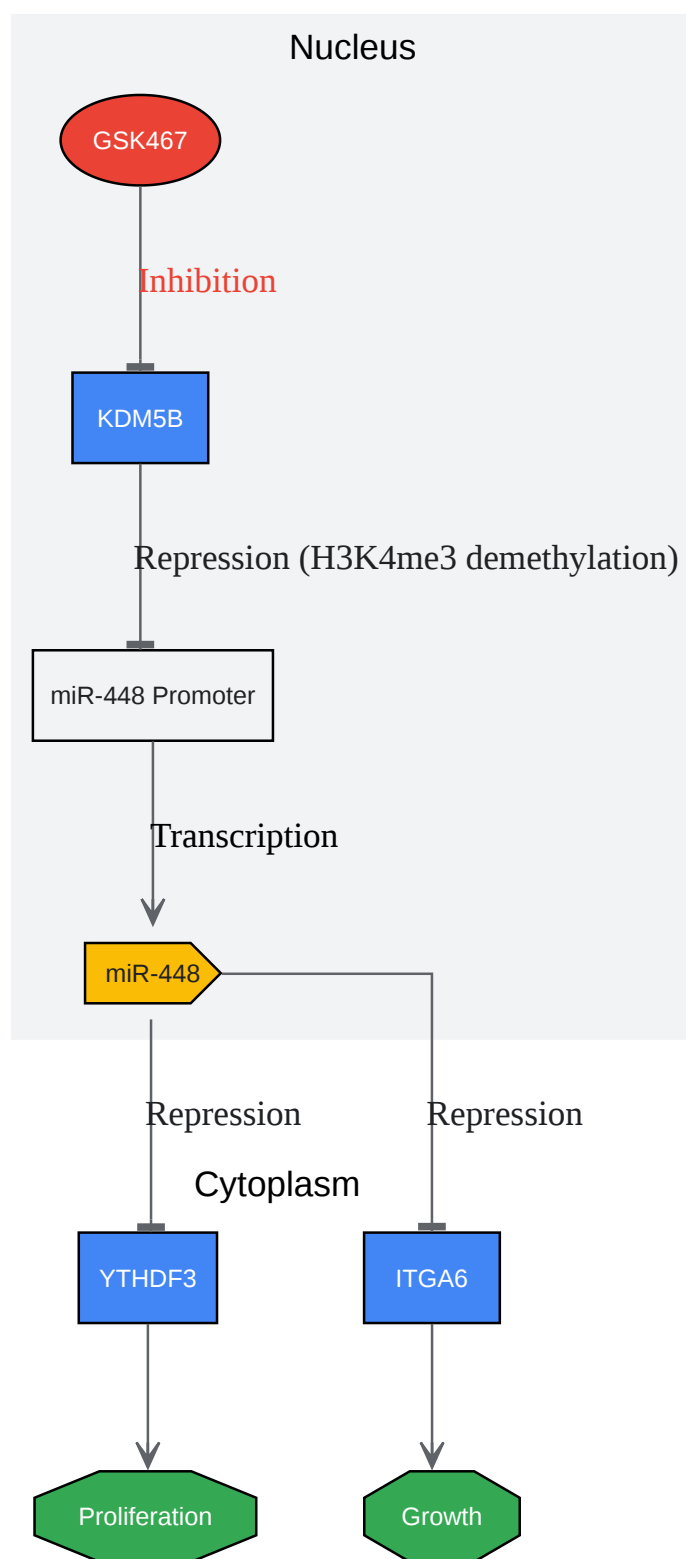 Nucleus
GSK467
Inhibition
KDM5B
Repression (H3K4me3 demethylation)
miR-448 Promoter
Transcription
miR-448
Repression
Repression
Cytoplasm
YTHDF3
ITGA6
Proliferation
Growth